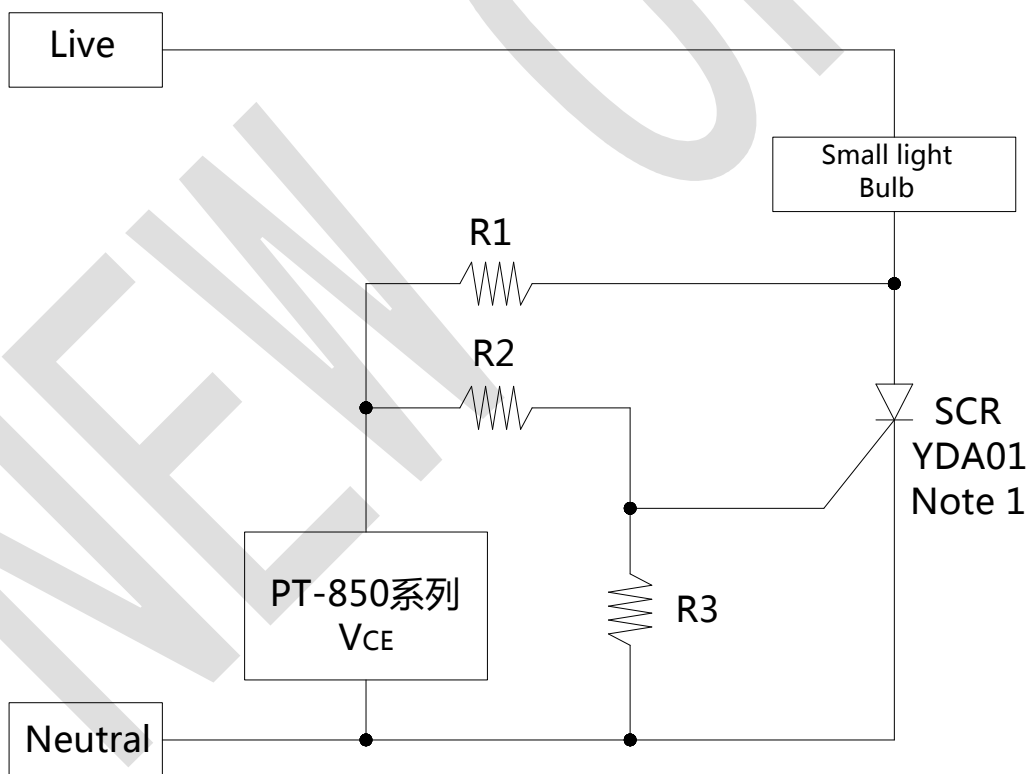 Live
Small light
Bulb
R1
R2
SCR
YDA01
Note 1
PT-850系列
VCE
R3
Neutral